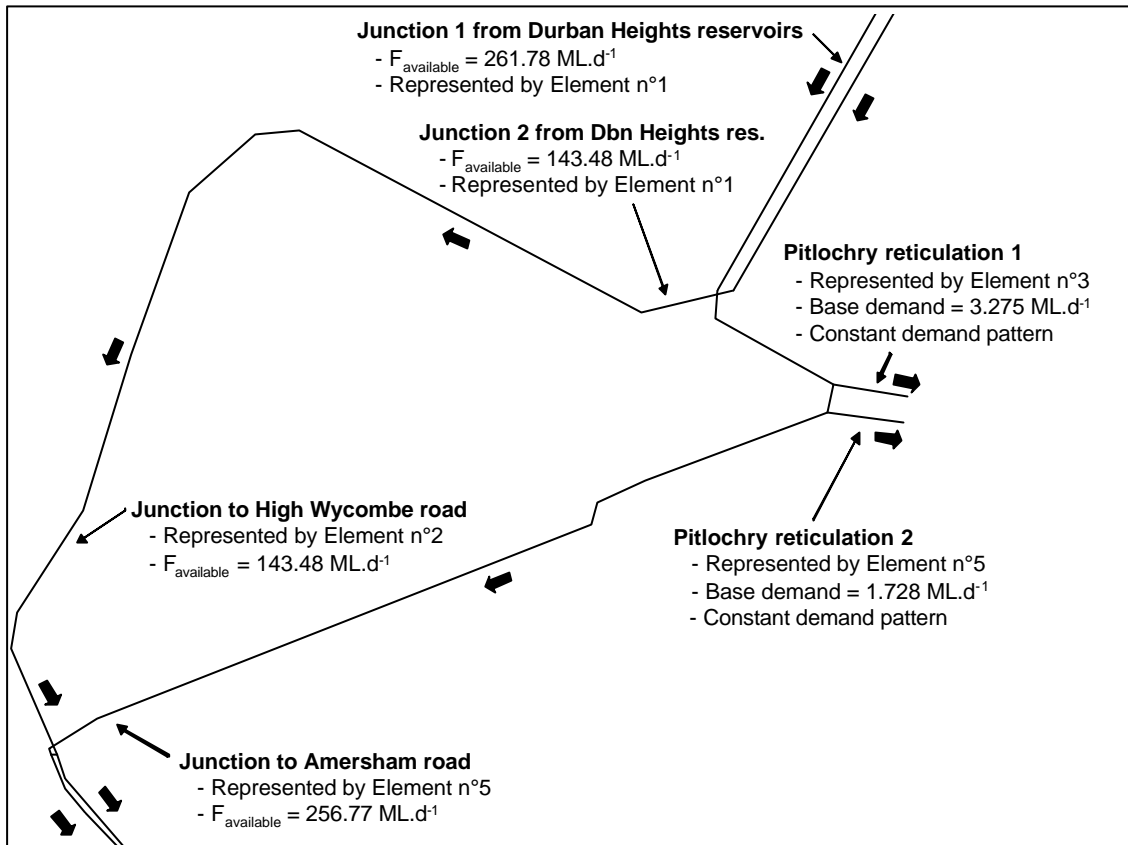 Junction 1 from Durban Heights reservoirs
- Favailable = 261.78 ML.d-1
- Represented by Element n°1
Junction 2 from Dbn Heights res.
- Favailable = 143.48 ML.d-1
- Represented by Element n°1
Pitlochry reticulation 1
- Represented by Element n°3
- Base demand = 3.275 ML.d-1
- Constant demand pattern
Junction to High Wycombe road
- Represented by Element n°2
- Favailable = 143.48 ML.d-1
Pitlochry reticulation 2
- Represented by Element n°5
- Base demand = 1.728 ML.d-1
- Constant demand pattern
Junction to Amersham road
- Represented by Element n°5
- Favailable = 256.77 ML.d-1